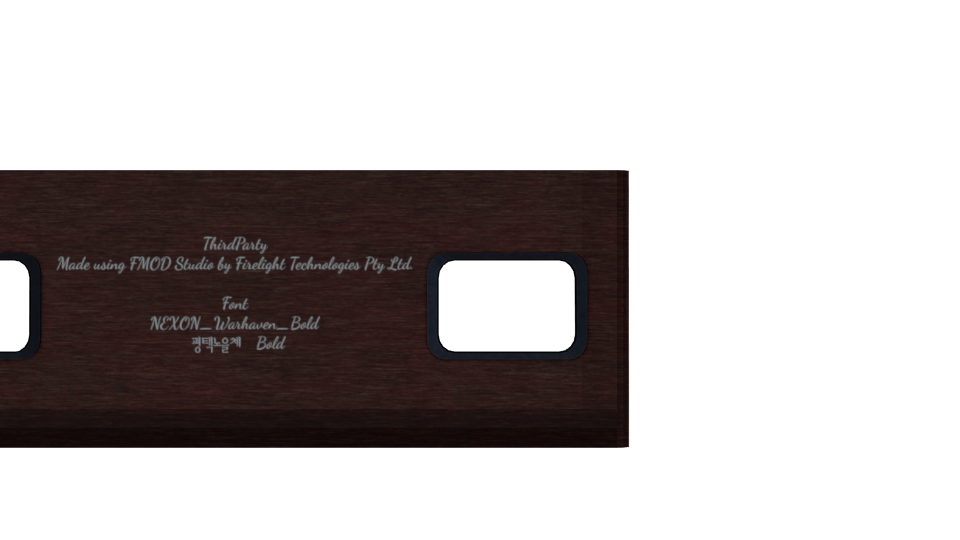 ThirdParty
Made using FMOD Studio by Firelight Technologies Pty Ltd.
Font
NEXON_Warhaven_Bold
평택노을체 Bold